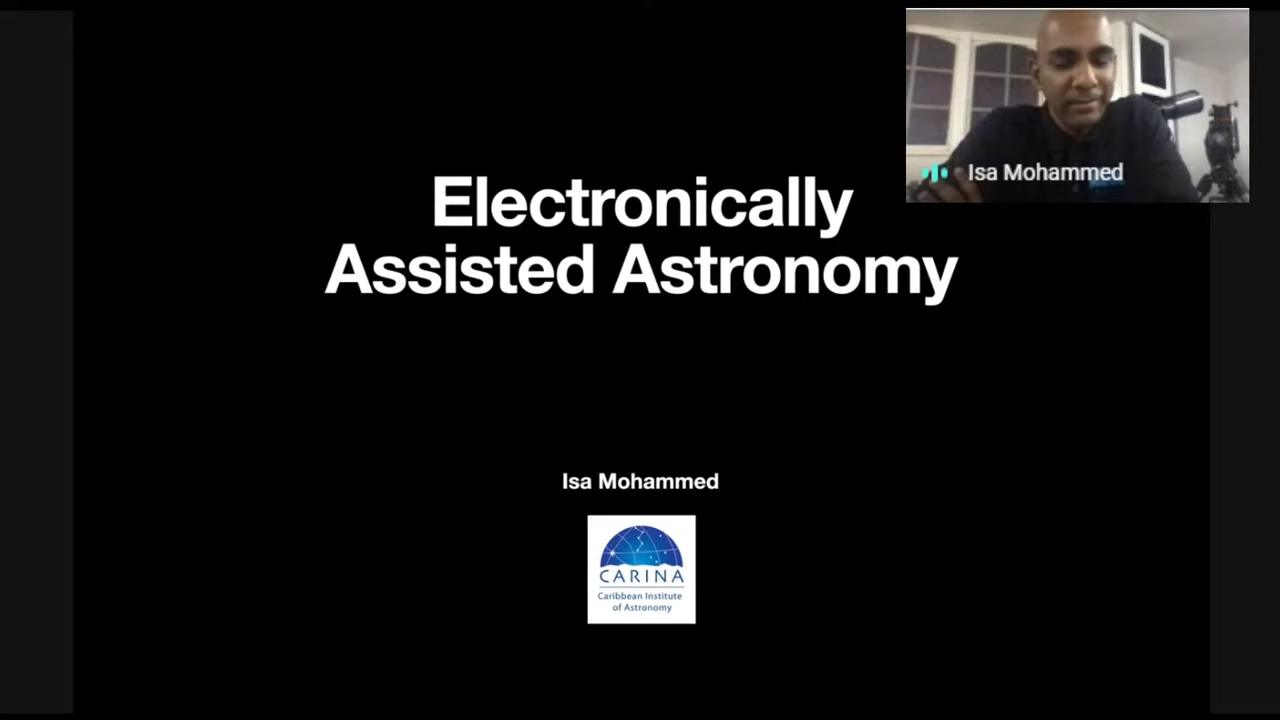 Isa Mohammed
Electronically
Assisted Astronomy
Isa Mohammed
CARINA
Caribbean Institute
of Astronomy